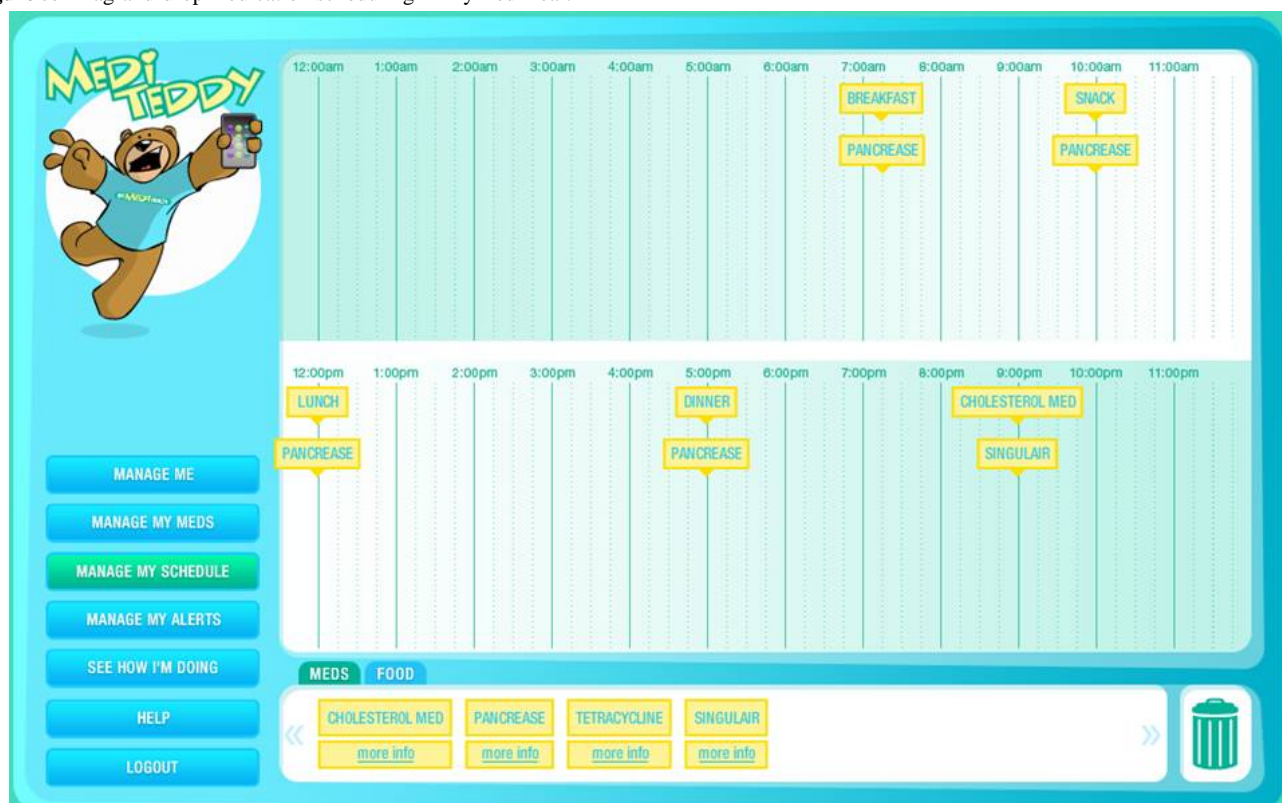 MEDI
TEDDY
12:00am 1:00am 2:00am 3:00am 4:00am 5:00am 6:00am 7:00am 8:00am 9:00am 10:00am 11:00am
BREAKFAST SNACK
PANCREASE PANCREASE
12:00pm 1:00pm 2:00pm 3:00pm 4:00pm 5:00pm 6:00pm 7:00pm 8:00pm 9:00pm 10:00pm 11:00pm
LUNCH DINNER CHOLESTEROL MED
PANCREASE PANCREASE SINGULAIR
MANAGE ME
MANAGE MY MEDS
MANAGE MY SCHEDULE
MANAGE MY ALERTS
SEE HOW I'M DOING
HELP
LOGOUT
MEDS FOOD
« CHOLESTEROL MED PANCREASE TETRACYCLINE SINGULAIR »
more info more info more info more info